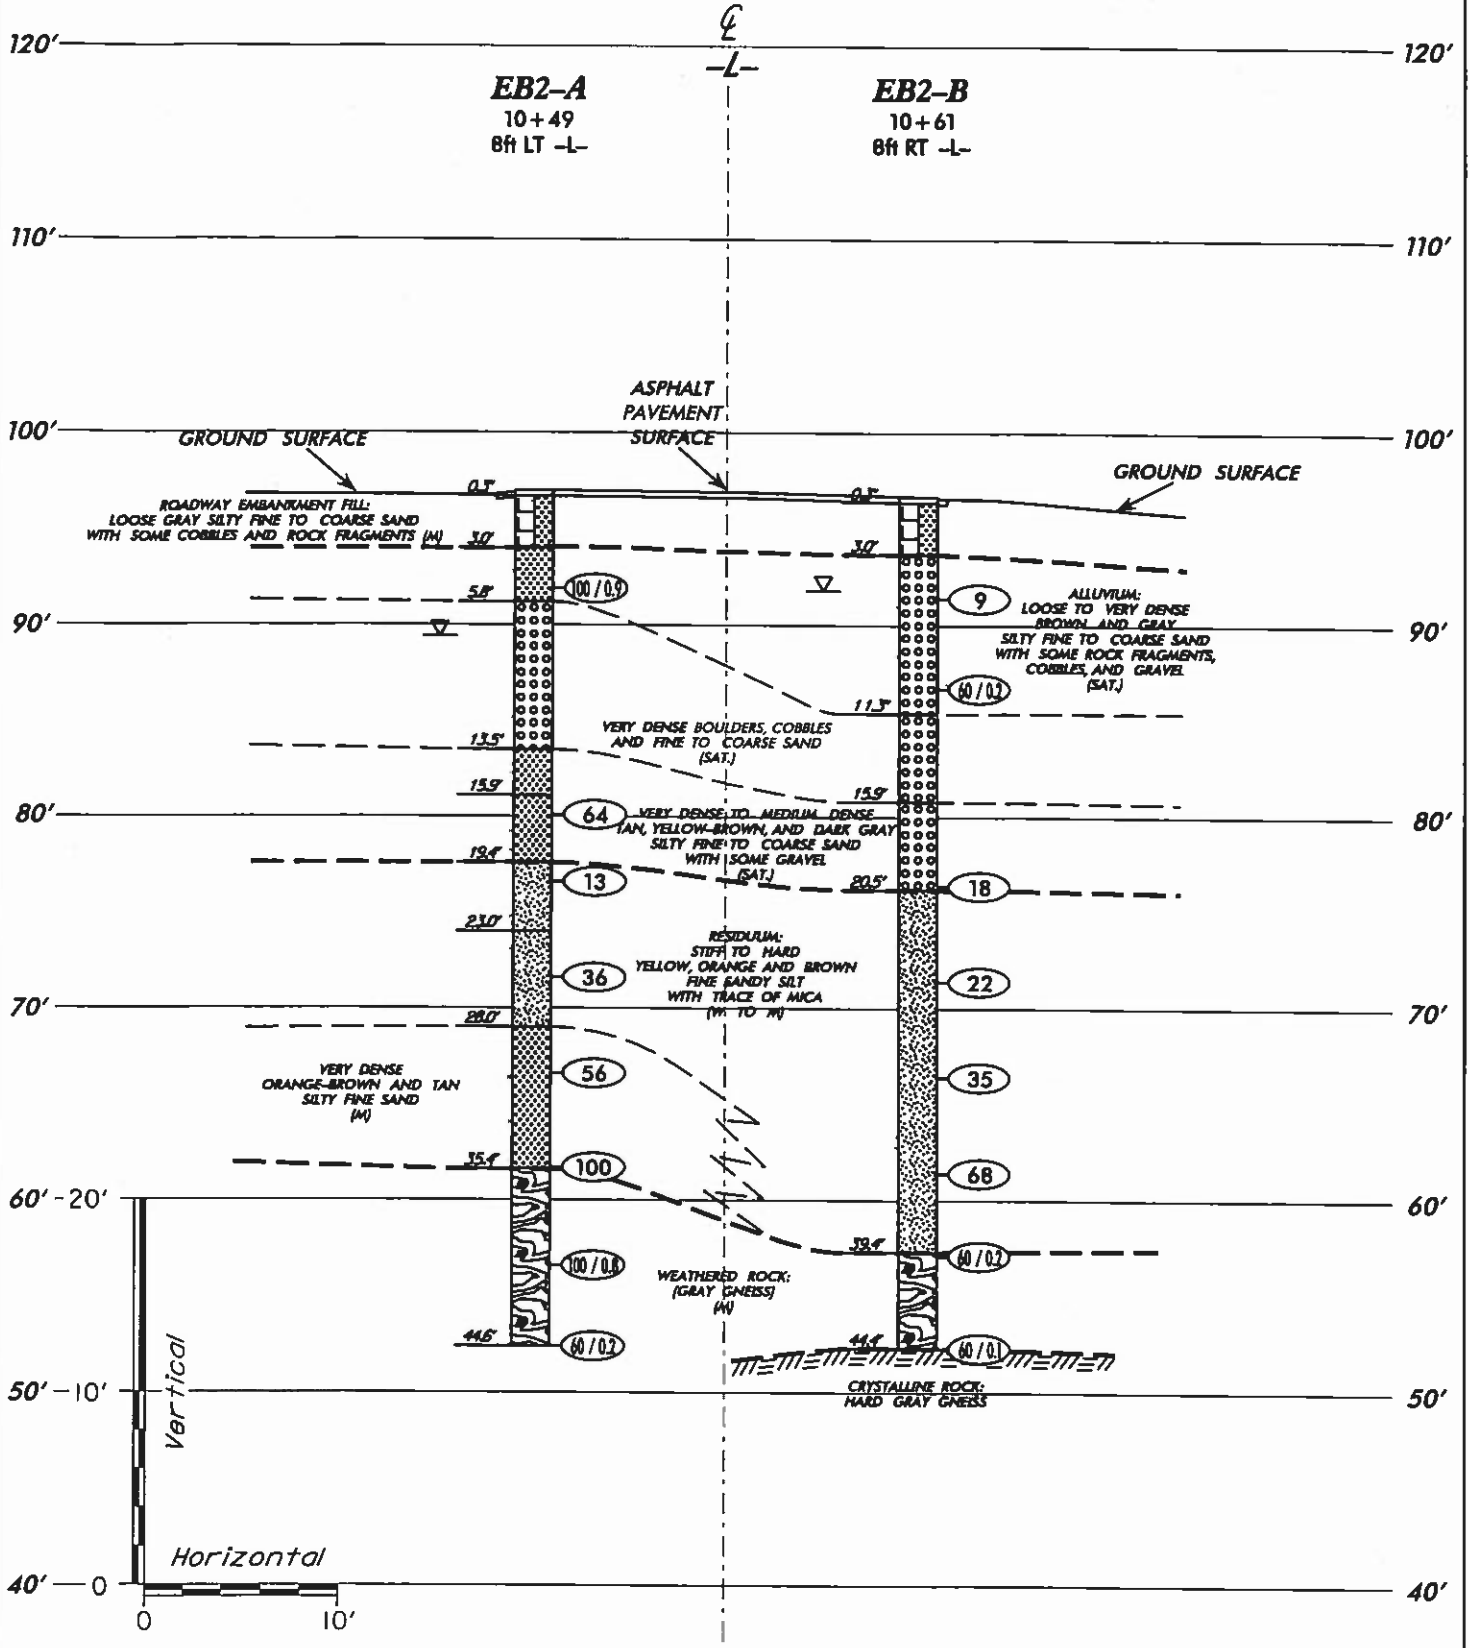 ℄
-L-
120' 120'
EB2-A
10+49
8ft LT -L-
EB2-B
10+61
8ft RT -L-
110' 110'
ASPHALT
PAVEMENT
SURFACE
100' 100'
GROUND SURFACE
GROUND SURFACE
0.3' 0.3'
ROADWAY EMBANKMENT FILL:
LOOSE GRAY SILTY FINE TO COARSE SAND
WITH SOME COBBLES AND ROCK FRAGMENTS (M)
3.0' 3.0'
5.8'
100 / 0.9
9
ALLUVIUM:
LOOSE TO VERY DENSE
BROWN AND GRAY
SILTY FINE TO COARSE SAND
WITH SOME ROCK FRAGMENTS,
COBBLES, AND GRAVEL
(SAT.)
90' 90'
60 / 0.2
11.3'
VERY DENSE BOULDERS, COBBLES
AND FINE TO COARSE SAND
(SAT.)
13.5'
15.9' 15.9'
80' 80'
64
VERY DENSE TO MEDIUM DENSE
TAN, YELLOW-BROWN, AND DARK GRAY
SILTY FINE TO COARSE SAND
WITH SOME GRAVEL
(SAT.)
19.4'
13
20.5'
18
23.0'
RESIDUUM:
STIFF TO HARD
YELLOW, ORANGE AND BROWN
FINE SANDY SILT
WITH TRACE OF MICA
(W. TO M)
36
22
70' 70'
28.0'
VERY DENSE
ORANGE-BROWN AND TAN
SILTY FINE SAND
(M)
56
35
35.4'
100
68
60' 20' 60'
39.4'
60 / 0.2
100 / 0.8
WEATHERED ROCK:
(GRAY GNEISS)
(M)
44.6'
60 / 0.2
44.4'
60 / 0.1
CRYSTALLINE ROCK:
HARD GRAY GNEISS
50' 10' 50'
Vertical
Horizontal
40' 0 40'
0 10'